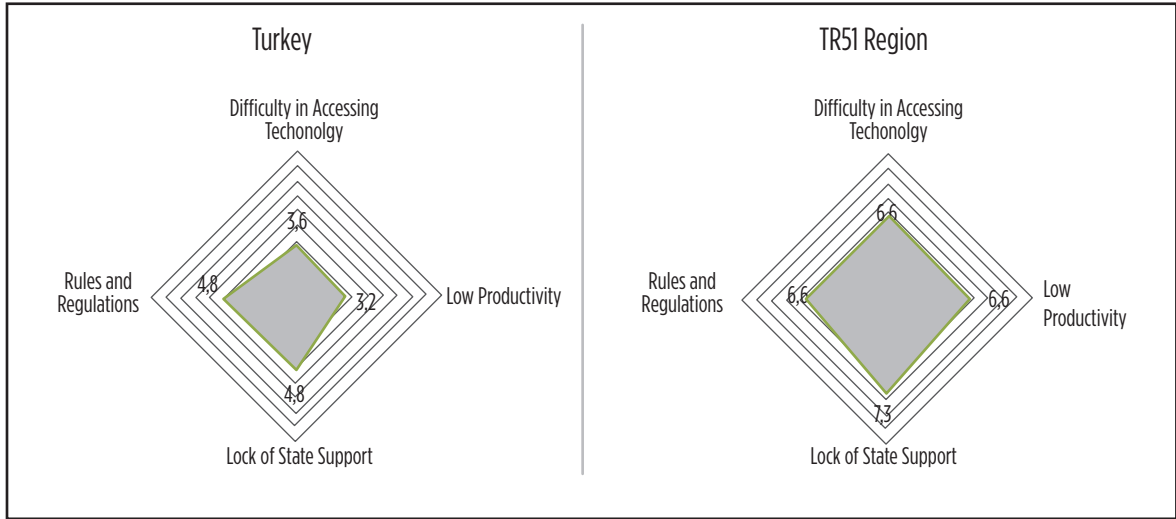 Turkey
Difficulty in Accessing
Techonolgy
3,6
Rules and
Regulations
4,8
3,2
Low Productivity
4,8
Lock of State Support
TR51 Region
Difficulty in Accessing
Techonolgy
6,6
Rules and
Regulations
6,6
6,6
Low
Productivity
7,3
Lock of State Support